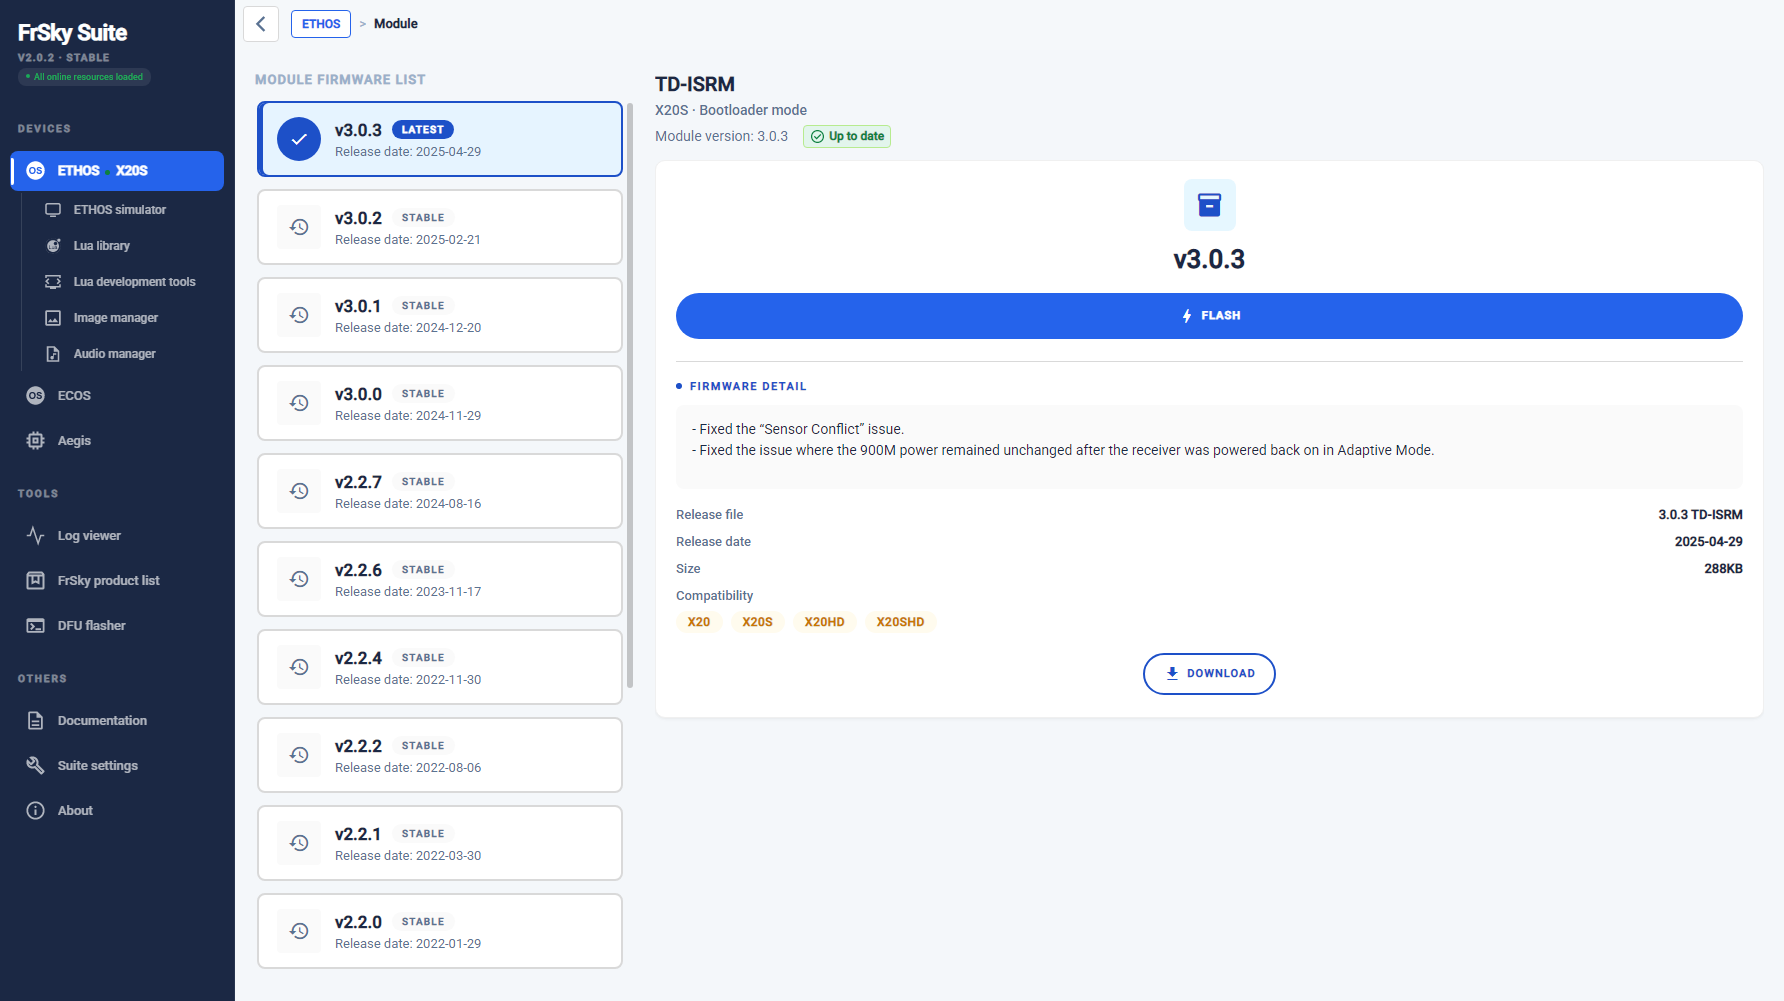 FrSky Suite
V2.0.2 · STABLE
All online resources loaded
DEVICES
OS ETHOS X20S
ETHOS simulator
Lua library
Lua development tools
Image manager
Audio manager
OS ECOS
Aegis
TOOLS
Log viewer
FrSky product list
DFU flasher
OTHERS
Documentation
Suite settings
About
ETHOS > Module
MODULE FIRMWARE LIST
v3.0.3 LATEST
Release date: 2025-04-29
v3.0.2 STABLE
Release date: 2025-02-21
v3.0.1 STABLE
Release date: 2024-12-20
v3.0.0 STABLE
Release date: 2024-11-29
v2.2.7 STABLE
Release date: 2024-08-16
v2.2.6 STABLE
Release date: 2023-11-17
v2.2.4 STABLE
Release date: 2022-11-30
v2.2.2 STABLE
Release date: 2022-08-06
v2.2.1 STABLE
Release date: 2022-03-30
v2.2.0 STABLE
Release date: 2022-01-29
TD-ISRM
X20S · Bootloader mode
Module version: 3.0.3 Up to date
v3.0.3
FLASH
FIRMWARE DETAIL
- Fixed the “Sensor Conflict” issue.
- Fixed the issue where the 900M power remained unchanged after the receiver was powered back on in Adaptive Mode.
Release file 3.0.3 TD-ISRM
Release date 2025-04-29
Size 288KB
Compatibility
X20 X20S X20HD X20SHD
DOWNLOAD